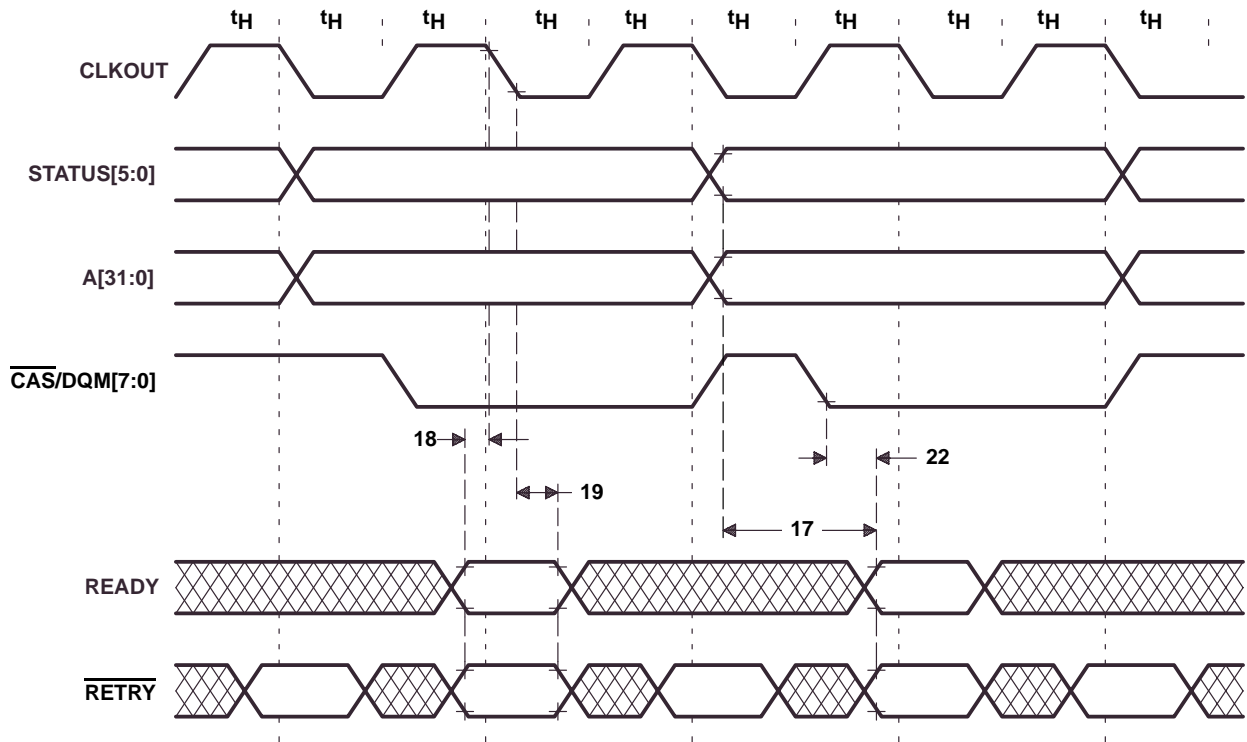 tH tH tH tH tH tH tH tH tH tH
CLKOUT
STATUS[5:0]
A[31:0]
CAS/DQM[7:0]
18
22
19
17
READY
RETRY